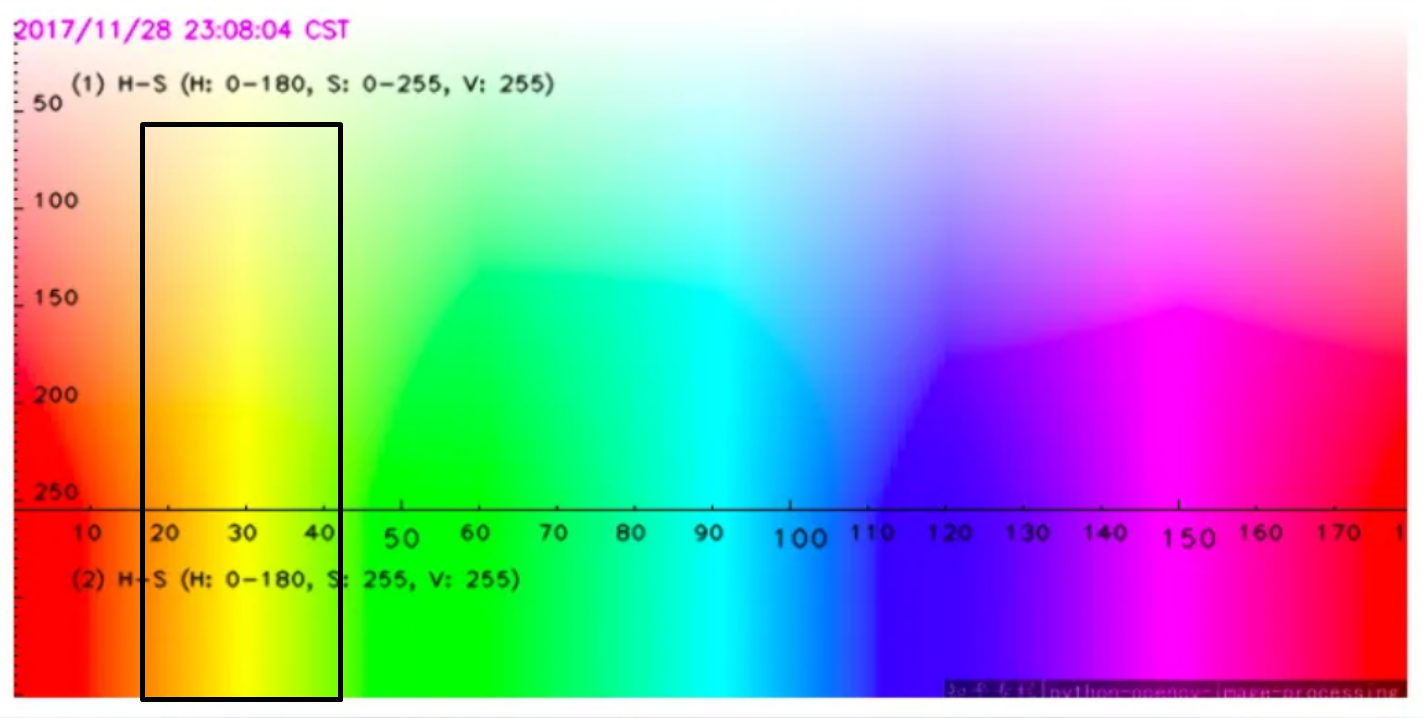 2017/11/28 23:08:04 CST
(1) H-S (H: 0-180, S: 0-255, V: 255)
50
100
150
200
250
10 20 30 40 50 60 70 80 90 100 110 120 130 140 150 160 170 1
(2) H-S (H: 0-180, S: 255, V: 255)
python-opencv-image-processing